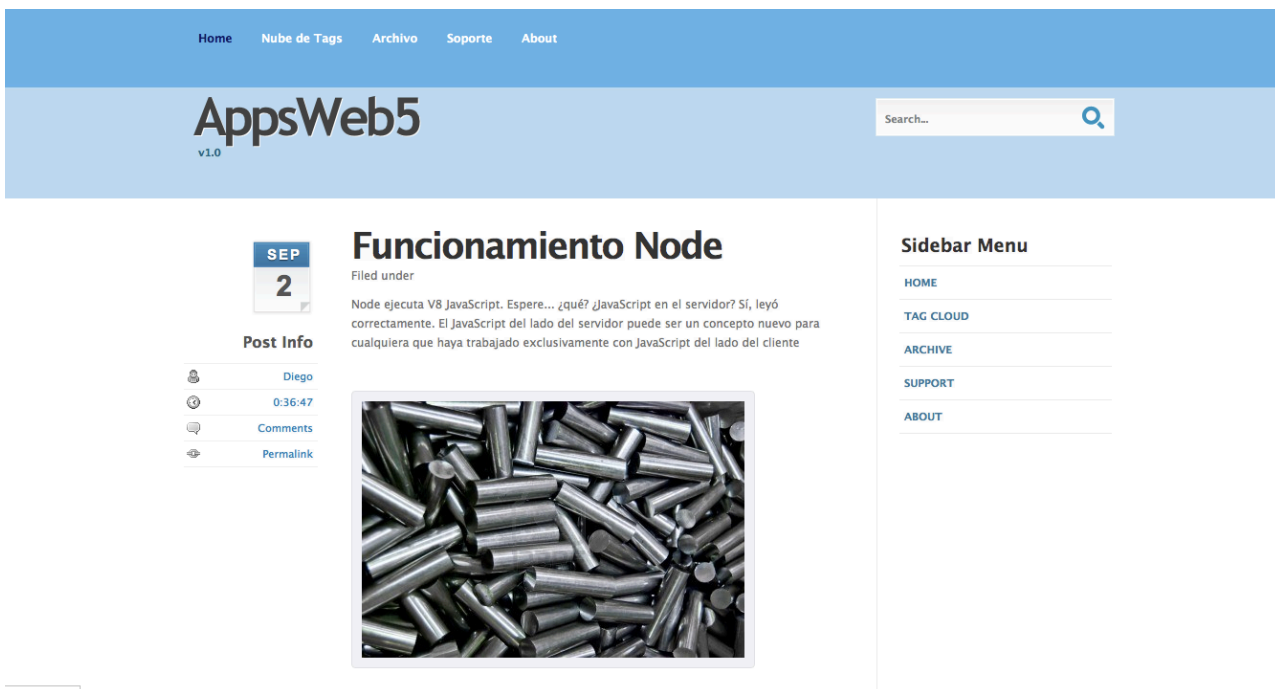 Home Nube de Tags Archivo Soporte About
AppsWeb5
v1.0
Search...
SEP
2
Post Info
Diego
0:36:47
Comments
Permalink
Funcionamiento Node
Filed under
Node ejecuta V8 JavaScript. Espere... ¿qué? ¿JavaScript en el servidor? Sí, leyó
correctamente. El JavaScript del lado del servidor puede ser un concepto nuevo para
cualquiera que haya trabajado exclusivamente con JavaScript del lado del cliente
Sidebar Menu
HOME
TAG CLOUD
ARCHIVE
SUPPORT
ABOUT